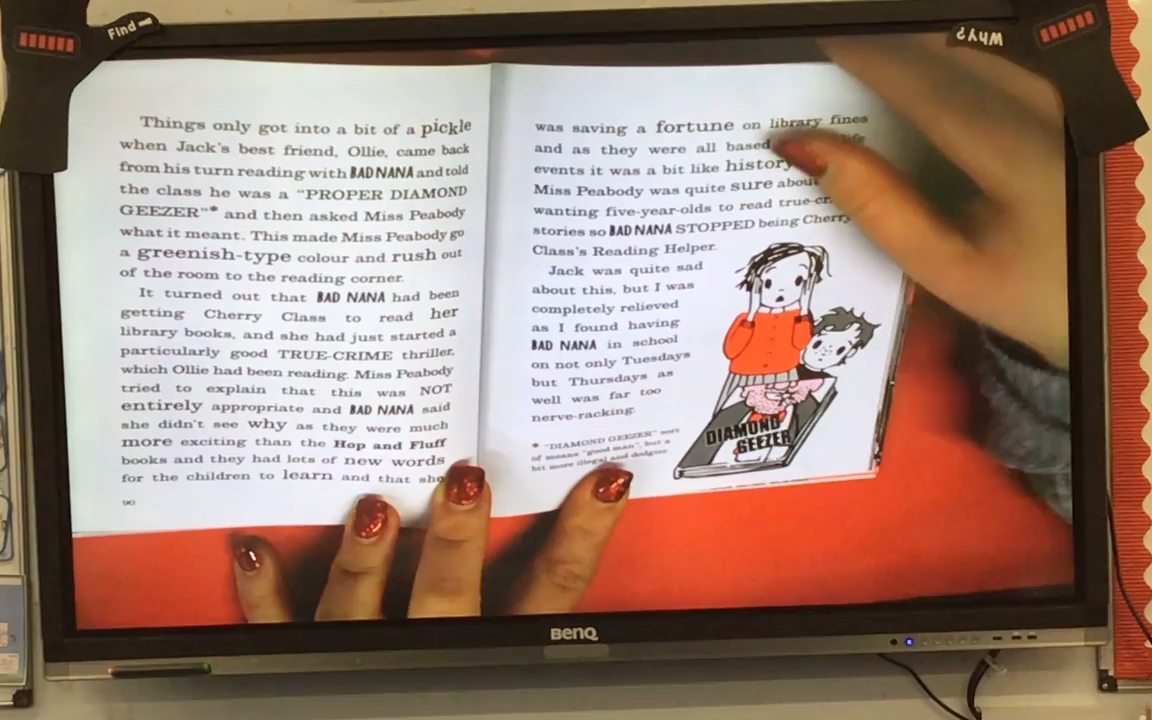 Find
Why?
Things only got into a bit of a pickle
when Jack's best friend, Ollie, came back
from his turn reading with BAD NANA and told
the class he was a "PROPER DIAMOND
GEEZER"* and then asked Miss Peabody
what it meant. This made Miss Peabody go
a greenish-type colour and rush out
of the room to the reading corner.
It turned out that BAD NANA had been
getting Cherry Class to read her
library books, and she had just started a
particularly good TRUE-CRIME thriller,
which Ollie had been reading. Miss Peabody
tried to explain that this was NOT
entirely appropriate and BAD NANA said
she didn't see why as they were much
more exciting than the Hop and Fluff
books and they had lots of new words
for the children to learn and that she
90
was saving a fortune on library fines
and as they were all based life
events it was a bit like history
Miss Peabody was quite sure about
wanting five-year-olds to read true-cr
stories so BAD NANA STOPPED being Cherry
Class's Reading Helper.
Jack was quite sad
about this, but I was
completely relieved
as I found having
BAD NANA in school
on not only Tuesdays
but Thursdays as
well was far too
nerve-racking.
* "DIAMOND GEEZER" sort
of means "good man", but a
bit more illegal and dodgier.
DIAMOND
GEEZER
BenQ